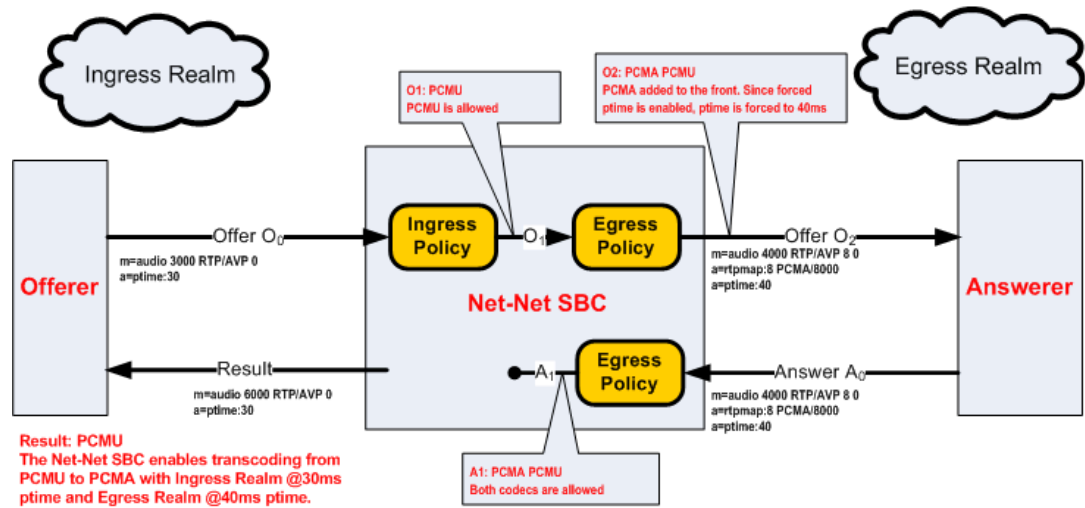 Ingress Realm
Egress Realm
O1: PCMU
PCMU is allowed
O2: PCMA PCMU
PCMA added to the front. Since forced
ptime is enabled, ptime is forced to 40ms
Offerer
Offer O0
m=audio 3000 RTP/AVP 0
a=ptime:30
Ingress
Policy
O1
Egress
Policy
Offer O2
m=audio 4000 RTP/AVP 8 0
a=rtpmap:8 PCMA/8000
a=ptime:40
Answerer
Net-Net SBC
Result
m=audio 6000 RTP/AVP 0
a=ptime:30
A1
Egress
Policy
Answer A0
m=audio 4000 RTP/AVP 8 0
a=rtpmap:8 PCMA/8000
a=ptime:40
Result: PCMU
The Net-Net SBC enables transcoding from
PCMU to PCMA with Ingress Realm @30ms
ptime and Egress Realm @40ms ptime.
A1: PCMA PCMU
Both codecs are allowed